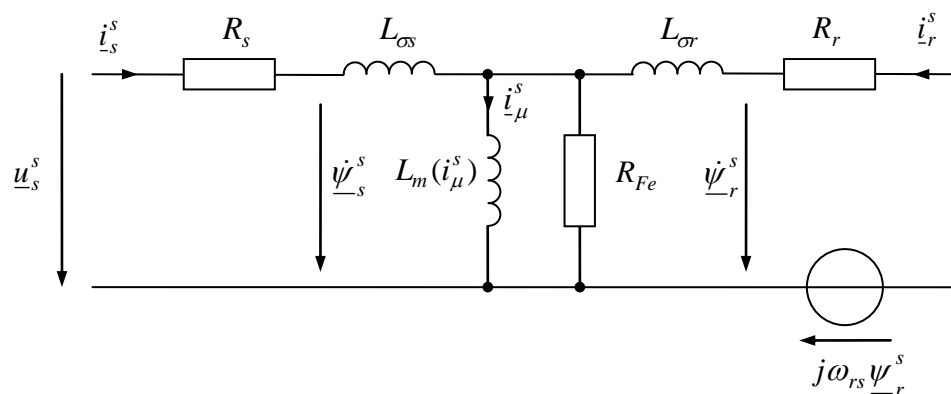 i_s^s
R_s
L_σs
L_σr
R_r
i_r^s
i_μ^s
u_s^s
ψ̇_s^s
L_m(i_μ^s)
R_Fe
ψ̇_r^s
jω_rs ψ_r^s